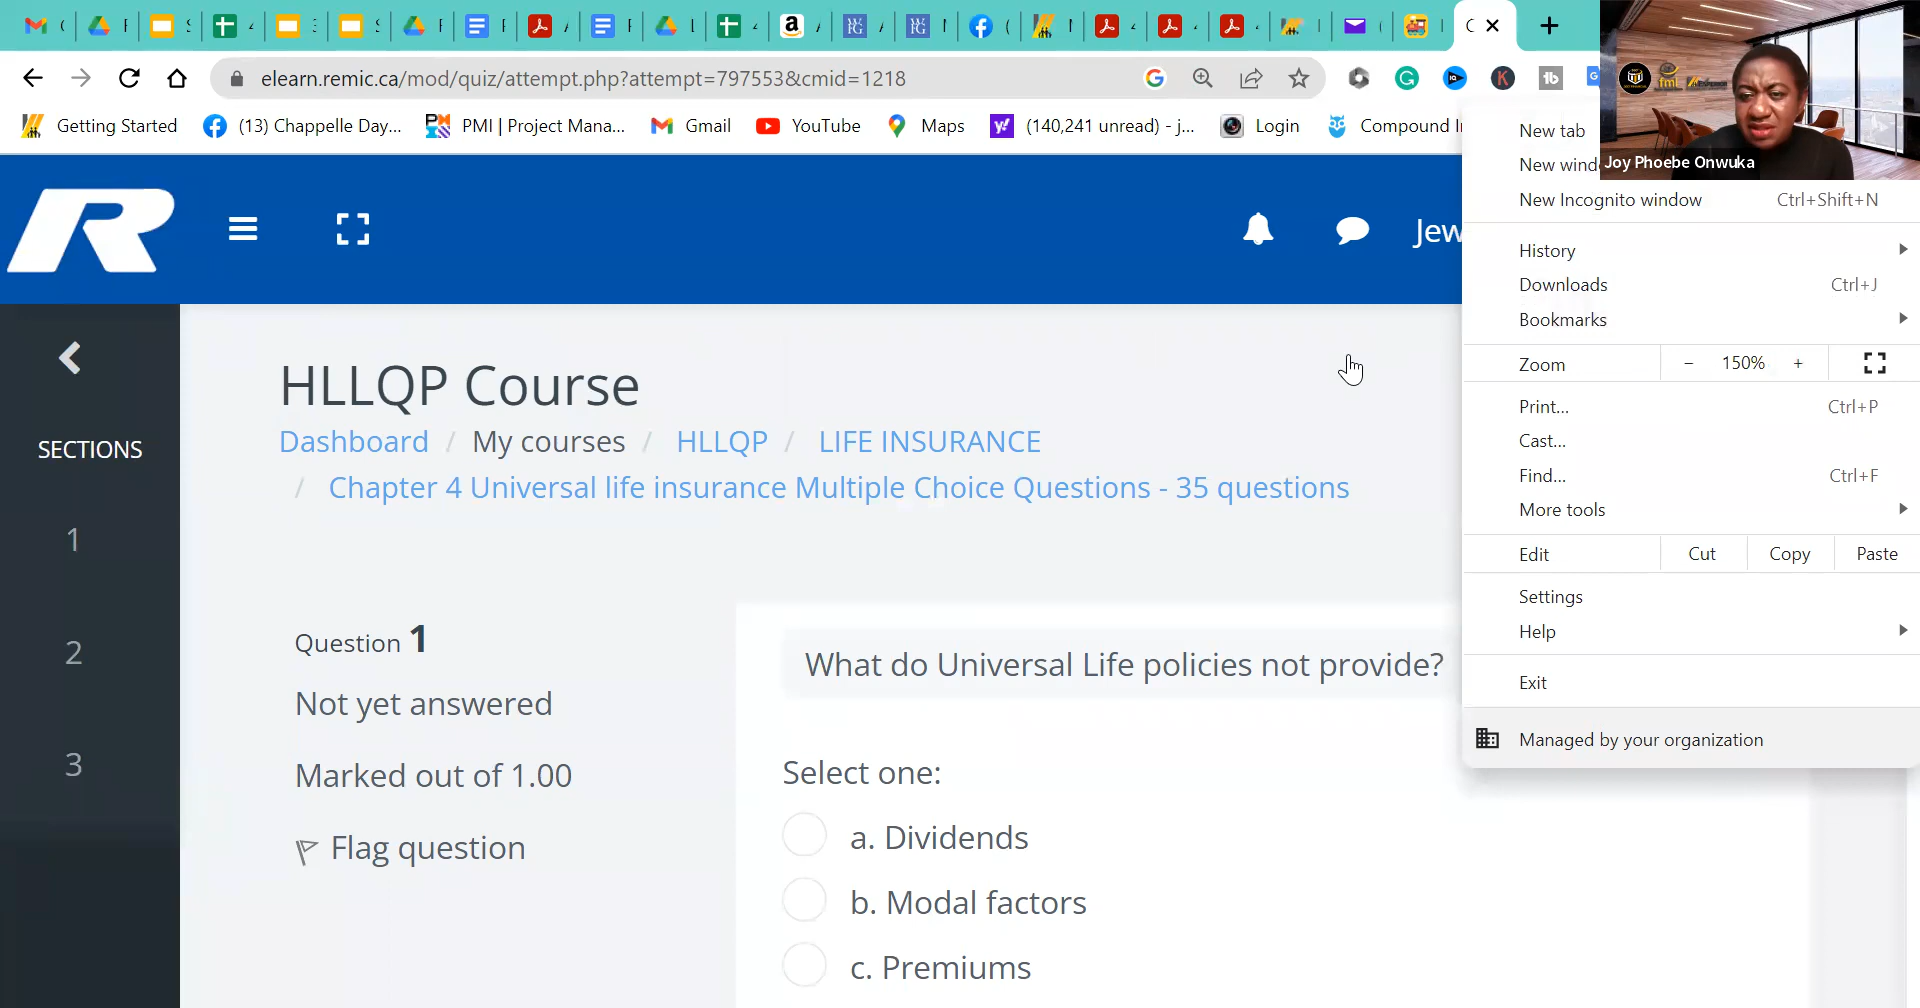 elearn.remic.ca/mod/quiz/attempt.php?attempt=797553&cmid=1218
Getting Started
(13) Chappelle Day...
PMI | Project Mana...
Gmail
YouTube
Maps
(140,241 unread) - j...
Login
Compound I
Joy Phoebe Onwuka
New tab
New wind
New Incognito window Ctrl+Shift+N
History
Downloads Ctrl+J
Bookmarks
Zoom − 150% +
Print... Ctrl+P
Cast...
Find... Ctrl+F
More tools
Edit Cut Copy Paste
Settings
Help
Exit
Managed by your organization
R
Jew
SECTIONS
1
2
3
HLLQP Course
Dashboard / My courses / HLLQP / LIFE INSURANCE
/ Chapter 4 Universal life insurance Multiple Choice Questions - 35 questions
Question 1
Not yet answered
Marked out of 1.00
Flag question
What do Universal Life policies not provide?
Select one:
a. Dividends
b. Modal factors
c. Premiums